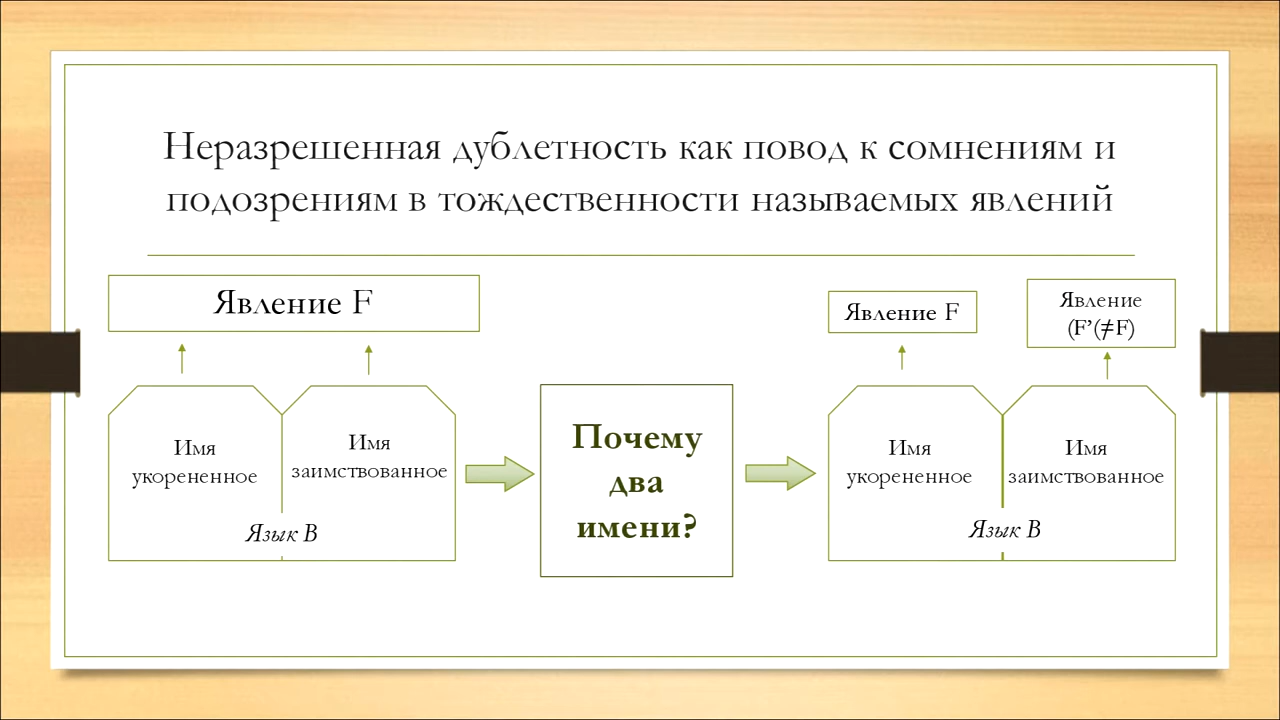 Неразрешенная дублетность как повод к сомнениям и
подозрениям в тождественности называемых явлений
Явление F
Имя
укорененное
Имя
заимствованное
Язык В
Почему
два
имени?
Явление F
Явление
(F’(≠F)
Имя
укорененное
Имя
заимствованное
Язык В